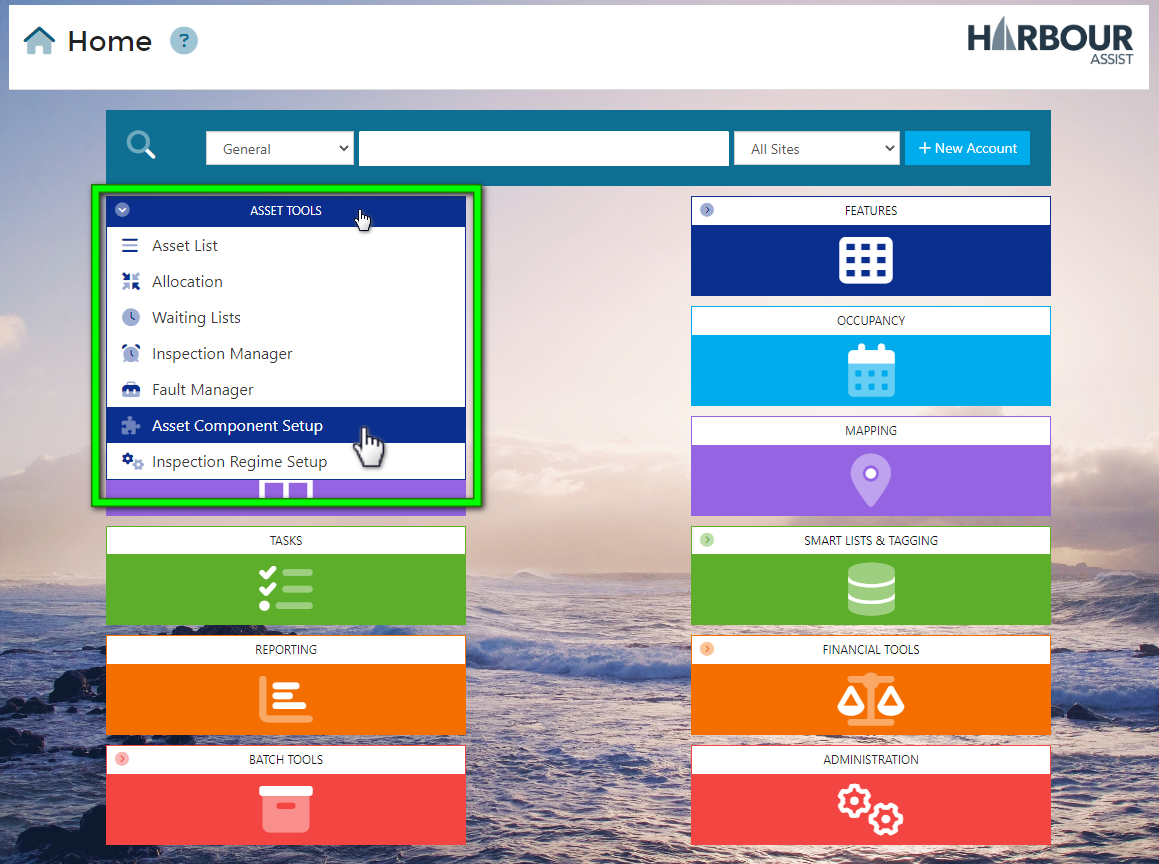 Home ?
HARBOUR
ASSIST
General
All Sites
+ New Account
ASSET TOOLS
Asset List
Allocation
Waiting Lists
Inspection Manager
Fault Manager
Asset Component Setup
Inspection Regime Setup
FEATURES
OCCUPANCY
MAPPING
TASKS
SMART LISTS & TAGGING
REPORTING
FINANCIAL TOOLS
BATCH TOOLS
ADMINISTRATION